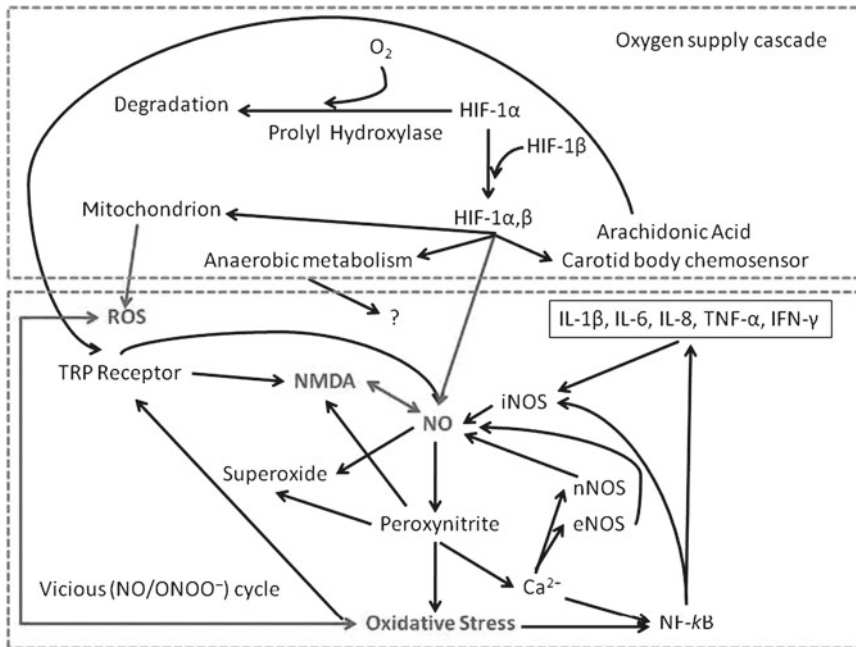 Oxygen supply cascade
O₂
Degradation
HIF-1α
Prolyl Hydroxylase
HIF-1β
Mitochondrion
HIF-1α,β
Arachidonic Acid
Anaerobic metabolism
Carotid body chemosensor
ROS
?
IL-1β, IL-6, IL-8, TNF-α, IFN-γ
TRP Receptor
NMDA
iNOS
NO
Superoxide
nNOS
Peroxynitrite
eNOS
Vicious (NO/ONOO⁻) cycle
Ca²⁺
Oxidative Stress
NF-kB